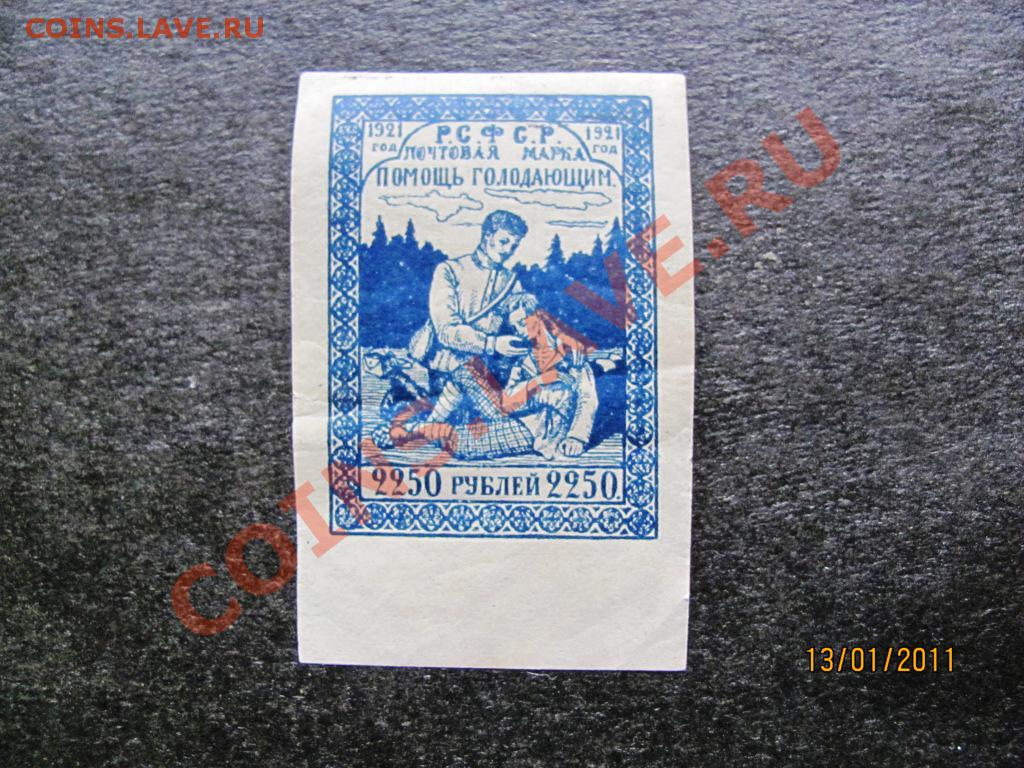 COINS.LAVE.RU
1921 год
Р.С.Ф.С.Р.
1921 год
ПОЧТОВАЯ МАРКА
ПОМОЩЬ ГОЛОДАЮЩИМ.
2250 РУБЛЕЙ 2250.
COINS.LAVE.RU
13/01/2011